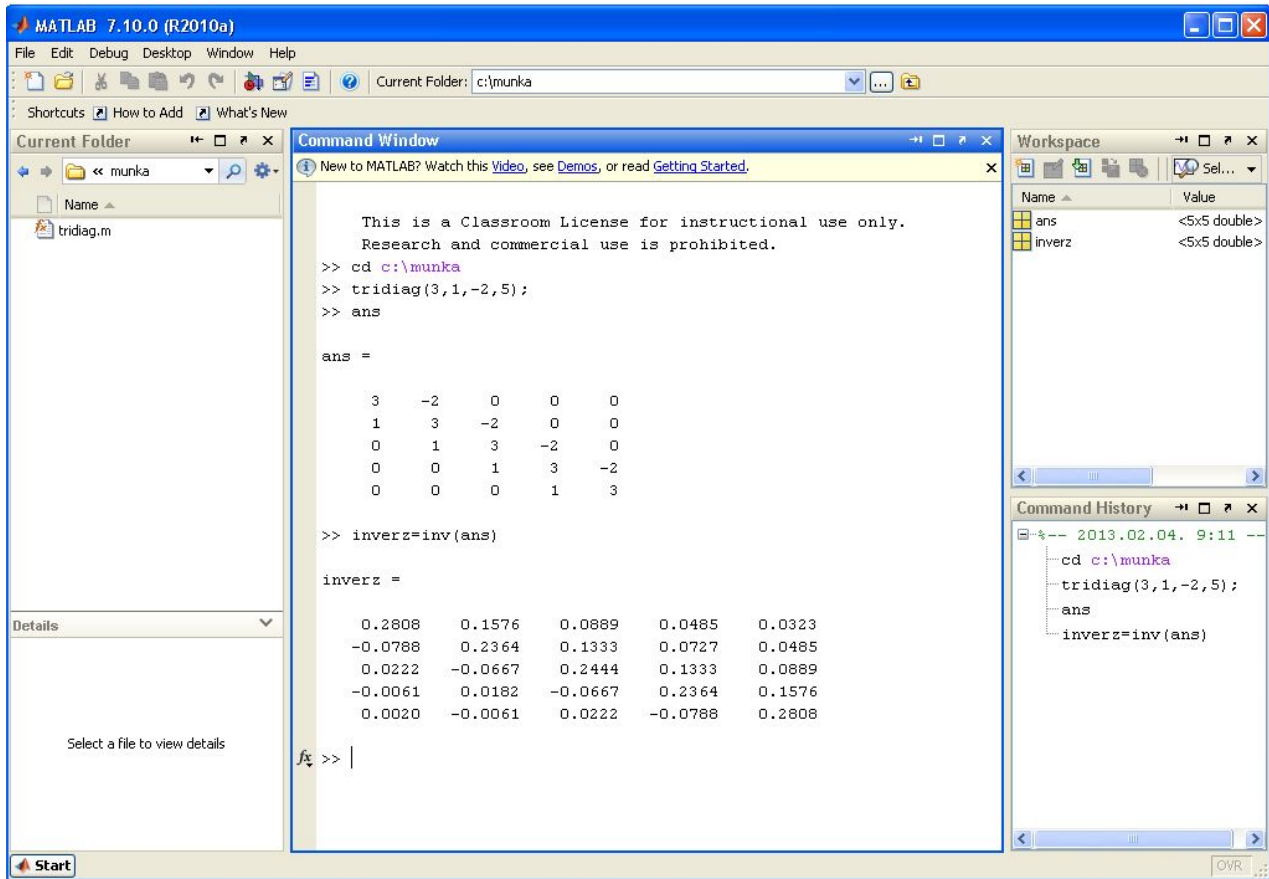 MATLAB 7.10.0 (R2010a)
File Edit Debug Desktop Window Help
Current Folder: c:\munka
Shortcuts How to Add What's New
Current Folder
« munka
Name
tridiag.m
Details
Select a file to view details
Command Window
New to MATLAB? Watch this Video, see Demos, or read Getting Started.
This is a Classroom License for instructional use only.
Research and commercial use is prohibited.
>> cd c:\munka
>> tridiag(3,1,-2,5);
>> ans
ans =
3 -2 0 0 0
1 3 -2 0 0
0 1 3 -2 0
0 0 1 3 -2
0 0 0 1 3
>> inverz=inv(ans)
inverz =
0.2808 0.1576 0.0889 0.0485 0.0323
-0.0788 0.2364 0.1333 0.0727 0.0485
0.0222 -0.0667 0.2444 0.1333 0.0889
-0.0061 0.0182 -0.0667 0.2364 0.1576
0.0020 -0.0061 0.0222 -0.0788 0.2808
fx >>
Workspace
Sel...
Name Value
ans <5x5 double>
inverz <5x5 double>
Command History
%-- 2013.02.04. 9:11 --
cd c:\munka
tridiag(3,1,-2,5);
ans
inverz=inv(ans)
Start
OVR